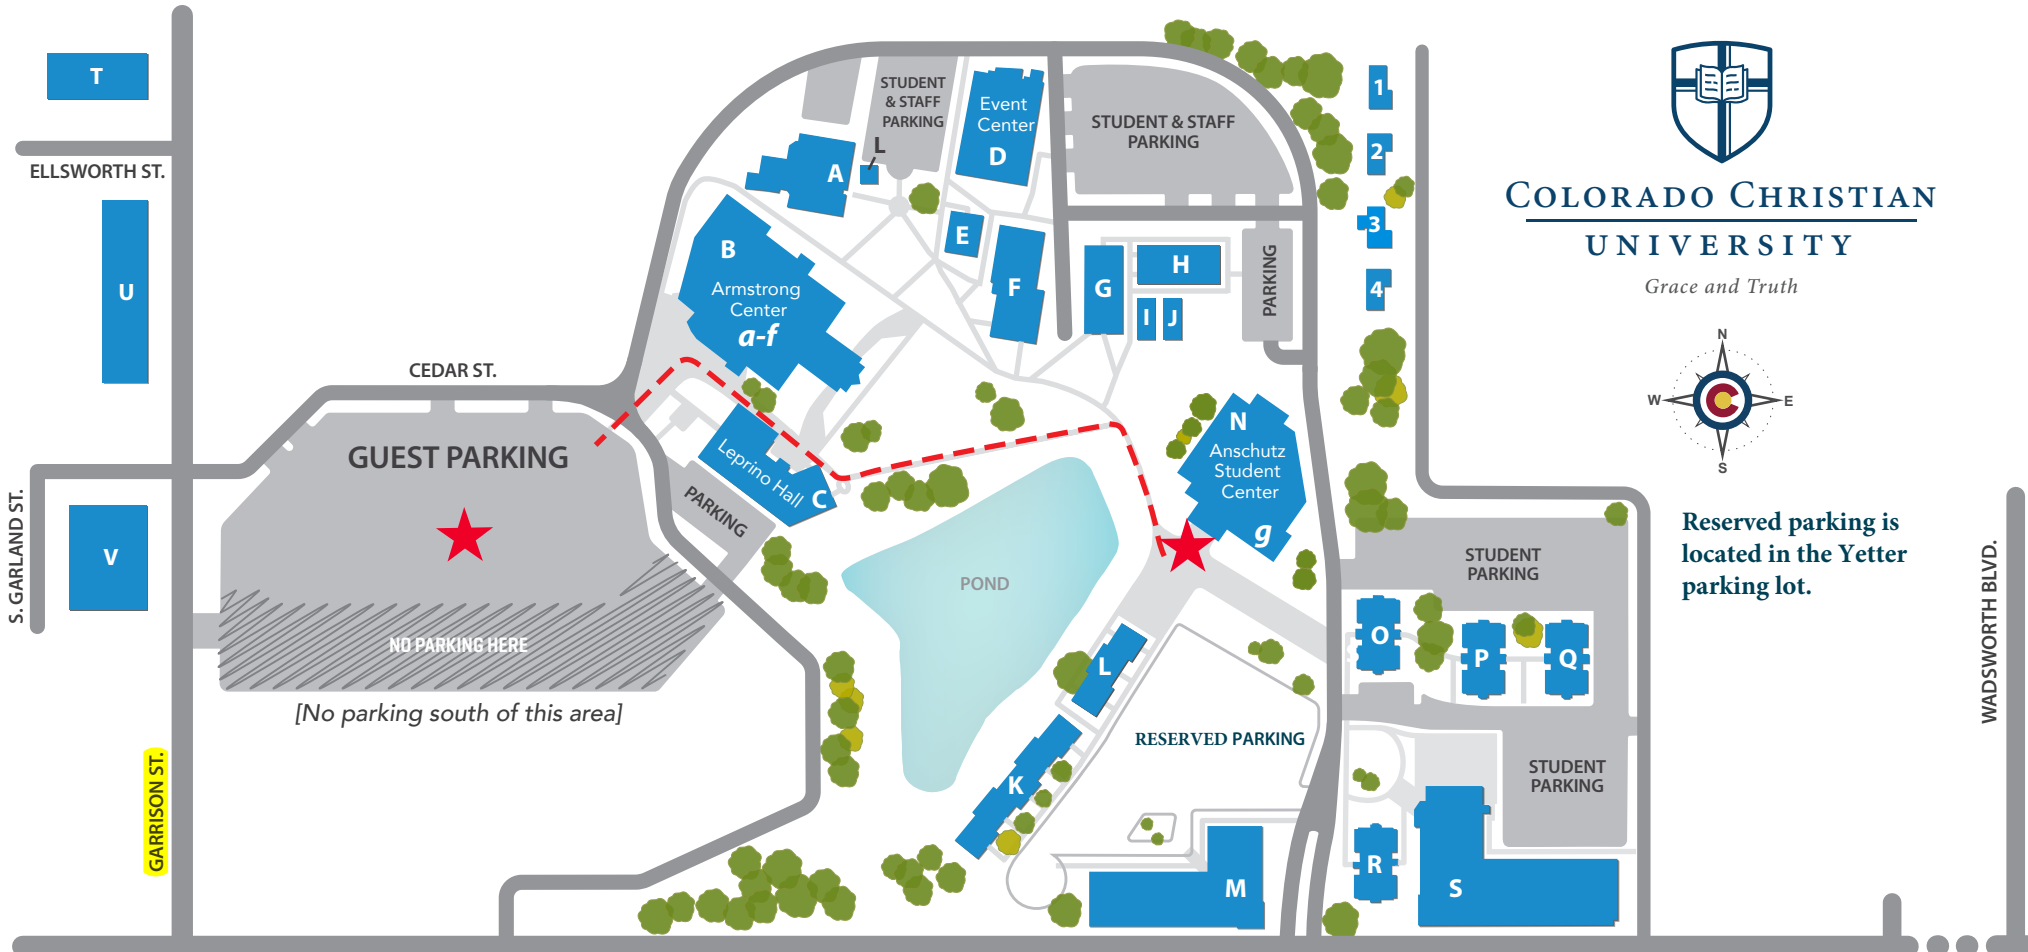 T
ELLSWORTH ST.
U
CEDAR ST.
GUEST PARKING
S. GARLAND ST.
V
NO PARKING HERE
[No parking south of this area]
GARRISON ST.
STUDENT
& STAFF
PARKING
L
A
Event
Center
D
STUDENT & STAFF
PARKING
B
Armstrong
Center
a-f
E
F
G
H
I
J
PARKING
1
2
3
4
Leprino Hall
C
PARKING
N
Anschutz
Student
Center
g
POND
L
K
RESERVED PARKING
M
STUDENT
PARKING
O
P
Q
STUDENT
PARKING
R
S
COLORADO CHRISTIAN
UNIVERSITY
Grace and Truth
N
W
E
S
C
Reserved parking is
located in the Yetter
parking lot.
WADSWORTH BLVD.